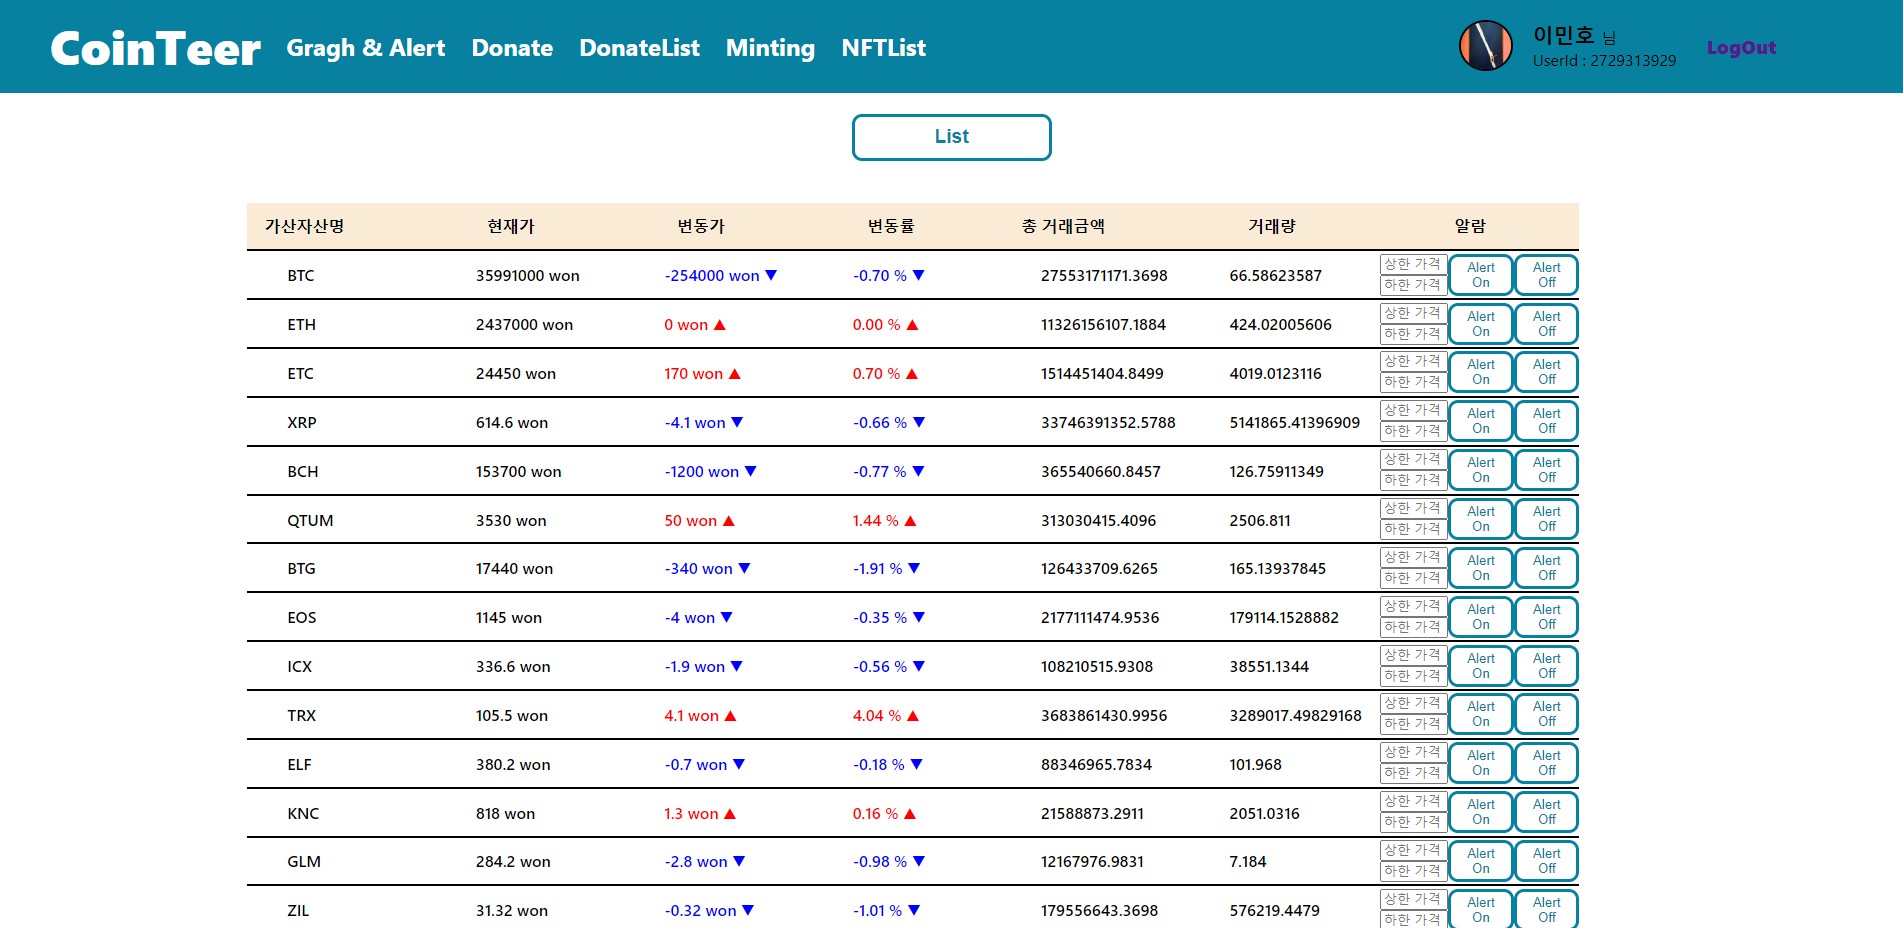 CoinTeer Gragh & Alert Donate DonateList Minting NFTList 이민호 님 LogOut
UserId : 2729313929
List
가산자산명 현재가 변동가 변동률 총 거래금액 거래량 알람
BTC 35991000 won -254000 won ▼ -0.70 % ▼ 27553171171.3698 66.58623587 상한 가격 하한 가격 Alert On Alert Off
ETH 2437000 won 0 won ▲ 0.00 % ▲ 11326156107.1884 424.02005606 상한 가격 하한 가격 Alert On Alert Off
ETC 24450 won 170 won ▲ 0.70 % ▲ 1514451404.8499 4019.0123116 상한 가격 하한 가격 Alert On Alert Off
XRP 614.6 won -4.1 won ▼ -0.66 % ▼ 33746391352.5788 5141865.41396909 상한 가격 하한 가격 Alert On Alert Off
BCH 153700 won -1200 won ▼ -0.77 % ▼ 365540660.8457 126.75911349 상한 가격 하한 가격 Alert On Alert Off
QTUM 3530 won 50 won ▲ 1.44 % ▲ 313030415.4096 2506.811 상한 가격 하한 가격 Alert On Alert Off
BTG 17440 won -340 won ▼ -1.91 % ▼ 126433709.6265 165.13937845 상한 가격 하한 가격 Alert On Alert Off
EOS 1145 won -4 won ▼ -0.35 % ▼ 2177111474.9536 179114.1528882 상한 가격 하한 가격 Alert On Alert Off
ICX 336.6 won -1.9 won ▼ -0.56 % ▼ 108210515.9308 38551.1344 상한 가격 하한 가격 Alert On Alert Off
TRX 105.5 won 4.1 won ▲ 4.04 % ▲ 3683861430.9956 3289017.49829168 상한 가격 하한 가격 Alert On Alert Off
ELF 380.2 won -0.7 won ▼ -0.18 % ▼ 88346965.7834 101.968 상한 가격 하한 가격 Alert On Alert Off
KNC 818 won 1.3 won ▲ 0.16 % ▲ 21588873.2911 2051.0316 상한 가격 하한 가격 Alert On Alert Off
GLM 284.2 won -2.8 won ▼ -0.98 % ▼ 12167976.9831 7.184 상한 가격 하한 가격 Alert On Alert Off
ZIL 31.32 won -0.32 won ▼ -1.01 % ▼ 179556643.3698 576219.4479 상한 가격 하한 가격 Alert On Alert Off